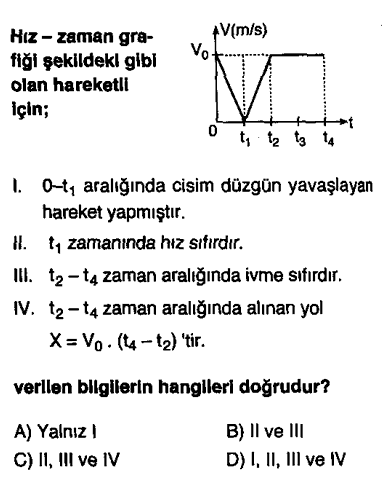 Hız – zaman gra-
fiği şekildeki gibi
olan hareketli
için;
V(m/s)
V₀
0
t₁ t₂ t₃ t₄
t
I. 0–t₁ aralığında cisim düzgün yavaşlayan
hareket yapmıştır.
II. t₁ zamanında hız sıfırdır.
III. t₂ – t₄ zaman aralığında ivme sıfırdır.
IV. t₂ – t₄ zaman aralığında alınan yol
X = V₀ . (t₄ – t₂) 'tir.
verilen bilgilerin hangileri doğrudur?
A) Yalnız I B) II ve III
C) II, III ve IV D) I, II, III ve IV